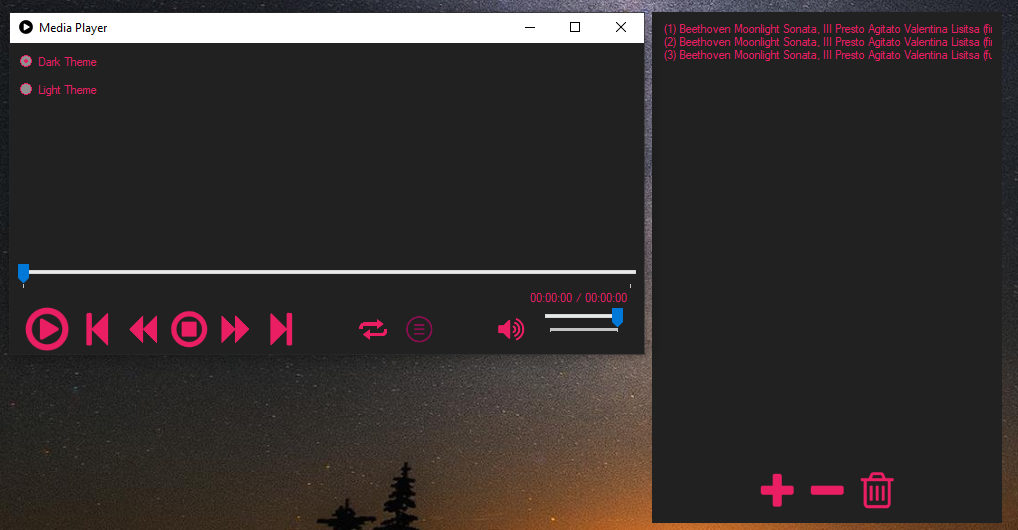 Media Player
Dark Theme
Light Theme
00:00:00 / 00:00:00
(1) Beethoven Moonlight Sonata, III Presto Agitato Valentina Lisitsa (fi
(2) Beethoven Moonlight Sonata, III Presto Agitato Valentina Lisitsa (fi
(3) Beethoven Moonlight Sonata, III Presto Agitato Valentina Lisitsa (fu